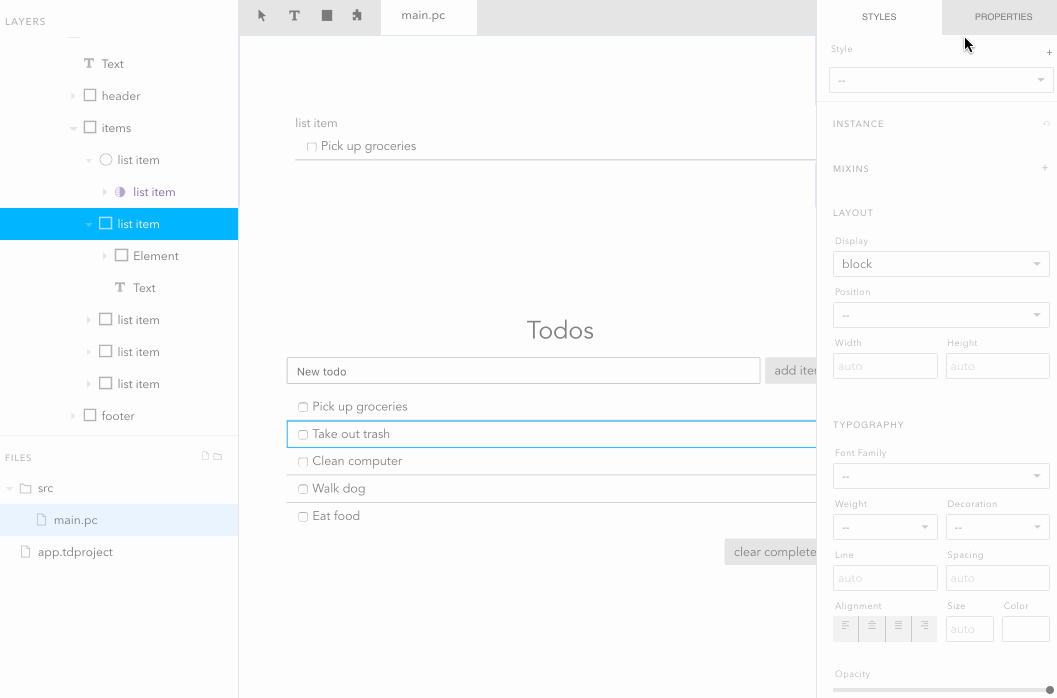 LAYERS
Text
header
items
list item
list item
list item
Element
Text
list item
list item
list item
footer
FILES
src
main.pc
app.tdproject
T
main.pc
list item
Pick up groceries
Todos
New todo
add iter
Pick up groceries
Take out trash
Clean computer
Walk dog
Eat food
clear complete
STYLES
PROPERTIES
Style
+
--
INSTANCE
MIXINS
+
LAYOUT
Display
block
Position
--
Width
Height
auto
auto
TYPOGRAPHY
Font Family
--
Weight
Decoration
--
--
Line
Spacing
auto
auto
Alignment
Size
Color
auto
Opacity